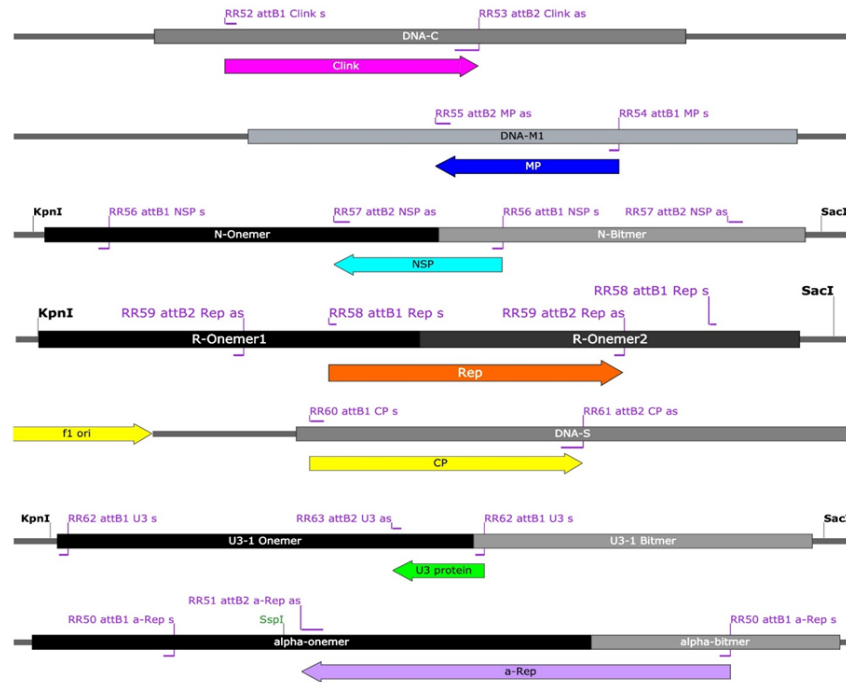 RR52 attB1 Clink s RR53 attB2 Clink as
DNA-C
Clink
RR55 attB2 MP as RR54 attB1 MP s
DNA-M1
MP
KpnI RR56 attB1 NSP s RR57 attB2 NSP as RR56 attB1 NSP s RR57 attB2 NSP as SacI
N-Onemer N-Bitmer
NSP
RR58 attB1 Rep s
KpnI SacI
RR59 attB2 Rep as RR58 attB1 Rep s RR59 attB2 Rep as
R-Onemer1 R-Onemer2
Rep
RR60 attB1 CP s RR61 attB2 CP as
f1 ori DNA-S
CP
KpnI RR62 attB1 U3 s RR63 attB2 U3 as RR62 attB1 U3 s SacI
U3-1 Onemer U3-1 Bitmer
U3 protein
RR51 attB2 a-Rep as
RR50 attB1 a-Rep s SspI RR50 attB1 a-Rep s
alpha-onemer alpha-bitmer
a-Rep